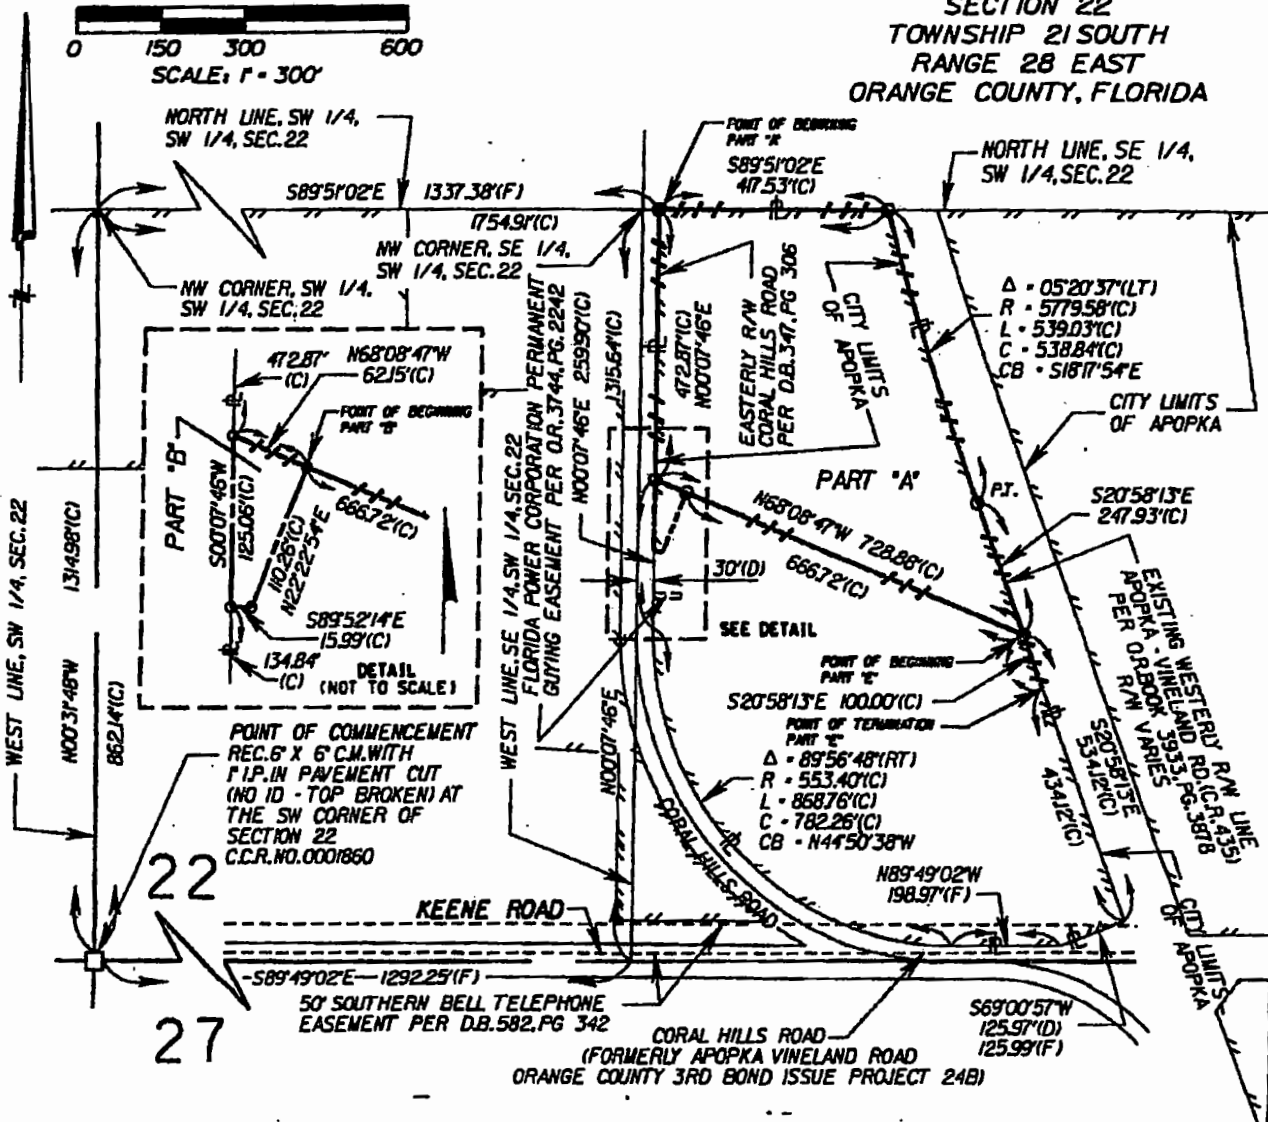 SECTION 22
TOWNSHIP 21 SOUTH
RANGE 28 EAST
ORANGE COUNTY, FLORIDA
0 150 300 600
SCALE: 1" = 300'
NORTH LINE, SW 1/4,
SW 1/4, SEC.22
S89°51'02"E 1337.38'(F)
1754.91'(C)
POINT OF BEGINNING
PART "A"
S89°51'02"E
417.53'(C)
NORTH LINE, SE 1/4,
SW 1/4, SEC.22
NW CORNER, SE 1/4,
SW 1/4, SEC.22
NW CORNER, SW 1/4,
SW 1/4, SEC.22
Δ = 05°20'37"(LT)
R = 5779.58'(C)
L = 539.03'(C)
C = 538.84'(C)
CB = S18°17'54"E
CITY LIMITS
OF APOPKA
EASTERLY R/W
CORAL HILLS ROAD
PER D.B.347, PG 306
CITY LIMITS
OF APOPKA
472.87'(C)
N00°07'46"E
1315.64'(C)
N00°07'46"E 2599.90'(C)
FLORIDA POWER CORPORATION PERMANENT
GUYING EASEMENT PER O.R.3744, PG.2242
WEST LINE, SE 1/4, SW 1/4, SEC.22
472.87'
(C)
N68°08'47"W
62.15'(C)
POINT OF BEGINNING
PART "B"
PART "B"
S00°07'46"W
125.06'(C)
110.26'(C)
N22°22'54"E
666.72'(C)
S89°52'14"E
15.99'(C)
134.84'
(C)
DETAIL
(NOT TO SCALE)
PART "A"
P.T.
S20°58'13"E
247.93'(C)
N68°08'47"W 728.88'(C)
666.72'(C)
30'(D)
SEE DETAIL
POINT OF BEGINNING
PART "E"
S20°58'13"E 100.00'(C)
POINT OF TERMINATION
PART "E"
Δ = 89°56'48"(RT)
R = 553.40'(C)
L = 868.76'(C)
C = 782.26'(C)
CB = N44°50'38"W
EXISTING WESTERLY R/W LINE
APOPKA - VINELAND RD.(C.R.435)
PER O.R.BOOK 3933, PG.3878
R/W VARIES
S20°58'13"E
534.12'(C)
434.12'(C)
WEST LINE, SW 1/4, SEC.22
1314.98'(C)
N00°31'48"W
862.14'(C)
POINT OF COMMENCEMENT
REC.6" X 6" C.M.WITH
1" I.P.IN PAVEMENT CUT
(NO ID - TOP BROKEN) AT
THE SW CORNER OF
SECTION 22
C.C.R.NO.0001860
N00°07'46"E
CORAL HILLS ROAD
N89°49'02"W
198.97'(F)
CITY LIMITS
OF APOPKA
22
KEENE ROAD
S89°49'02"E 1292.25'(F)
27
50' SOUTHERN BELL TELEPHONE
EASEMENT PER D.B.582, PG 342
S69°00'57"W
125.97'(D)
125.99'(F)
CORAL HILLS ROAD
(FORMERLY APOPKA VINELAND ROAD
ORANGE COUNTY 3RD BOND ISSUE PROJECT 24B)